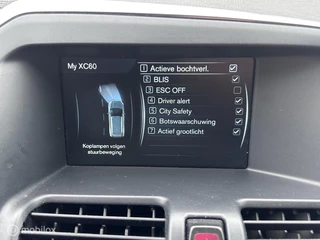 My XC60
1 Actieve bochtverl.
2 BLIS
3 ESC OFF
4 Driver alert
5 City Safety
6 Botswaarschuwing
7 Actief grootlicht
Koplampen volgen
stuurbeweging
Marktplaats